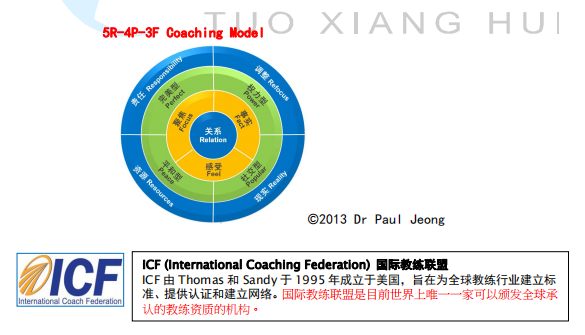 TUO XIANG HUI
5R-4P-3F Coaching Model
责任 Responsibility
调整 Refocus
完美型
Perfect
权力型
Power
聚焦
Focus
事实
Fact
关系
Relation
感受
Feel
平和型
Peace
社交型
Popular
资源 Resources
现实 Reality
©2013 Dr Paul Jeong
ICF
International Coach Federation
ICF (International Coaching Federation) 国际教练联盟
ICF 由 Thomas 和 Sandy 于 1995 年成立于美国，旨在为全球教练行业建立标
准、提供认证和建立网络。国际教练联盟是目前世界上唯一一家可以颁发全球承
认的教练资质的机构。